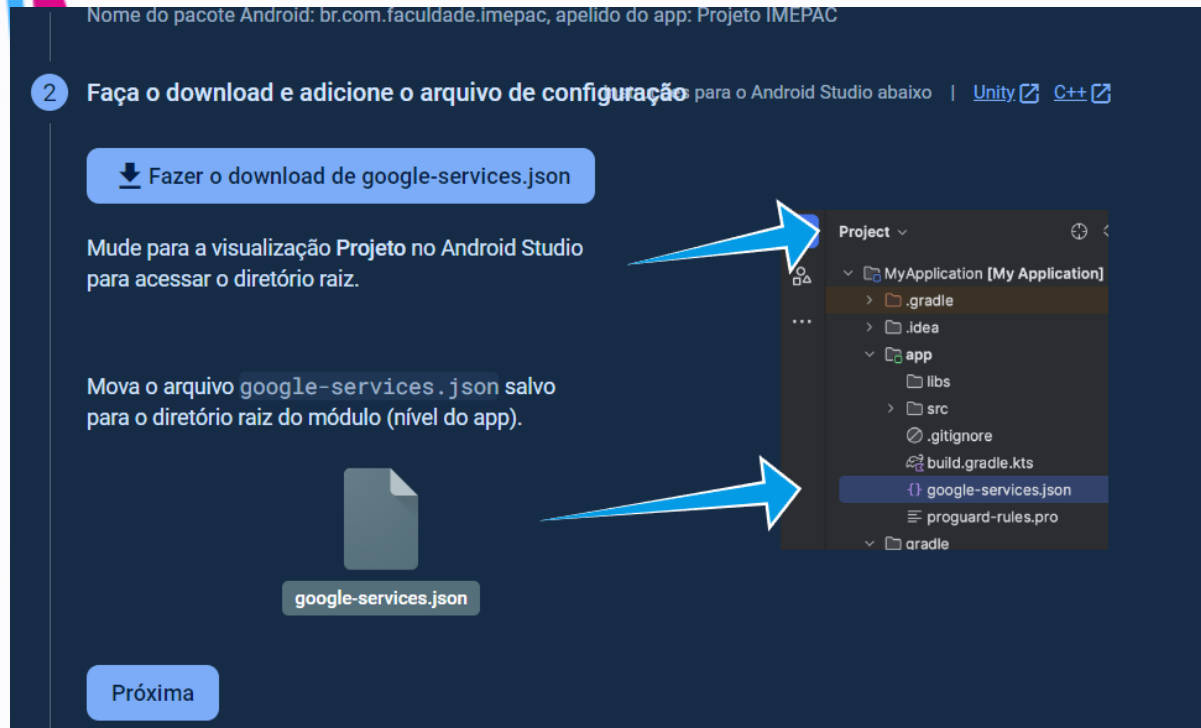 Nome do pacote Android: br.com.faculdade.imepac, apelido do app: Projeto IMEPAC
2 Faça o download e adicione o arquivo de configuração para o Android Studio abaixo | Unity C++
Fazer o download de google-services.json
Mude para a visualização Projeto no Android Studio
para acessar o diretório raiz.
Mova o arquivo google-services.json salvo
para o diretório raiz do módulo (nível do app).
google-services.json
Próxima
Project
MyApplication [My Application]
.gradle
.idea
app
libs
src
.gitignore
build.gradle.kts
google-services.json
proguard-rules.pro
gradle